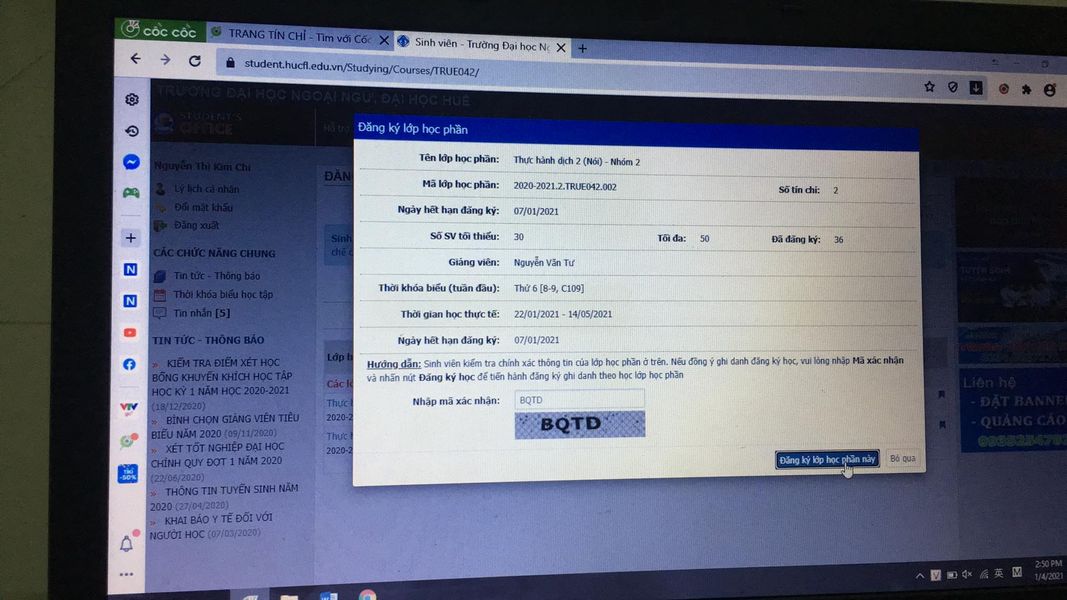 cốc cốc
TRANG TÍN CHỈ - Tìm với Cốc
Sinh viên - Trường Đại học Ng
student.hucfl.edu.vn/Studying/Courses/TRUE042/
TRƯỜNG ĐẠI HỌC NGOẠI NGỮ, ĐẠI HỌC HUẾ
STUDENT'S
OFFICE
Hỗ trợ
Nguyễn Thị Kim Chi
Lý lịch cá nhân
Đổi mật khẩu
Đăng xuất
CÁC CHỨC NĂNG CHUNG
Tin tức - Thông báo
Thời khóa biểu học tập
Tin nhắn [5]
TIN TỨC - THÔNG BÁO
» KIỂM TRA ĐIỂM XÉT HỌC
BỔNG KHUYẾN KHÍCH HỌC TẬP
HỌC KỲ 1 NĂM HỌC 2020-2021
(18/12/2020)
» BÌNH CHỌN GIẢNG VIÊN TIÊU
BIỂU NĂM 2020 (09/11/2020)
» XÉT TỐT NGHIỆP ĐẠI HỌC
CHÍNH QUY ĐỢT 1 NĂM 2020
(22/06/2020)
» THÔNG TIN TUYỂN SINH NĂM
2020 (27/04/2020)
» KHAI BÁO Y TẾ ĐỐI VỚI
NGƯỜI HỌC (07/03/2020)
Đăng ký lớp học phần
Tên lớp học phần: Thực hành dịch 2 (Nói) - Nhóm 2
Mã lớp học phần: 2020-2021.2.TRUE042.002 Số tín chỉ: 2
Ngày hết hạn đăng ký: 07/01/2021
Số SV tối thiểu: 30 Tối đa: 50 Đã đăng ký: 36
Giảng viên: Nguyễn Văn Tư
Thời khóa biểu (tuần đầu): Thứ 6 [8-9, C109]
Thời gian học thực tế: 22/01/2021 - 14/05/2021
Ngày hết hạn đăng ký: 07/01/2021
Hướng dẫn: Sinh viên kiểm tra chính xác thông tin của lớp học phần ở trên. Nếu đồng ý ghi danh đăng ký học, vui lòng nhập Mã xác nhận
và nhấn nút Đăng ký học để tiến hành đăng ký ghi danh theo học lớp học phần
Nhập mã xác nhận: BQTD
BQTD
Đăng ký lớp học phần này Bỏ qua
Liên hệ
- ĐẶT BANNE
- QUẢNG CÁO
2:50 PM
1/4/2021